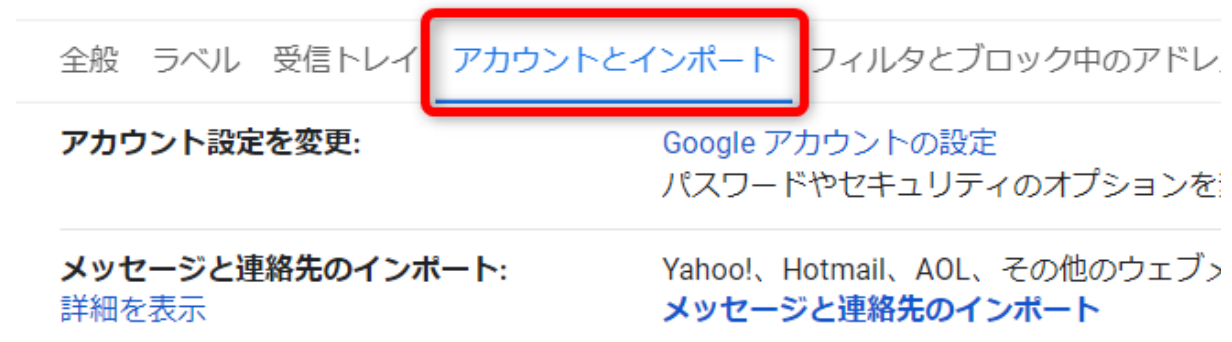 全般 ラベル 受信トレイ アカウントとインポート フィルタとブロック中のアドレ
アカウント設定を変更: Google アカウントの設定
パスワードやセキュリティのオプションを
メッセージと連絡先のインポート: Yahoo!、Hotmail、AOL、その他のウェブメ
詳細を表示 メッセージと連絡先のインポート